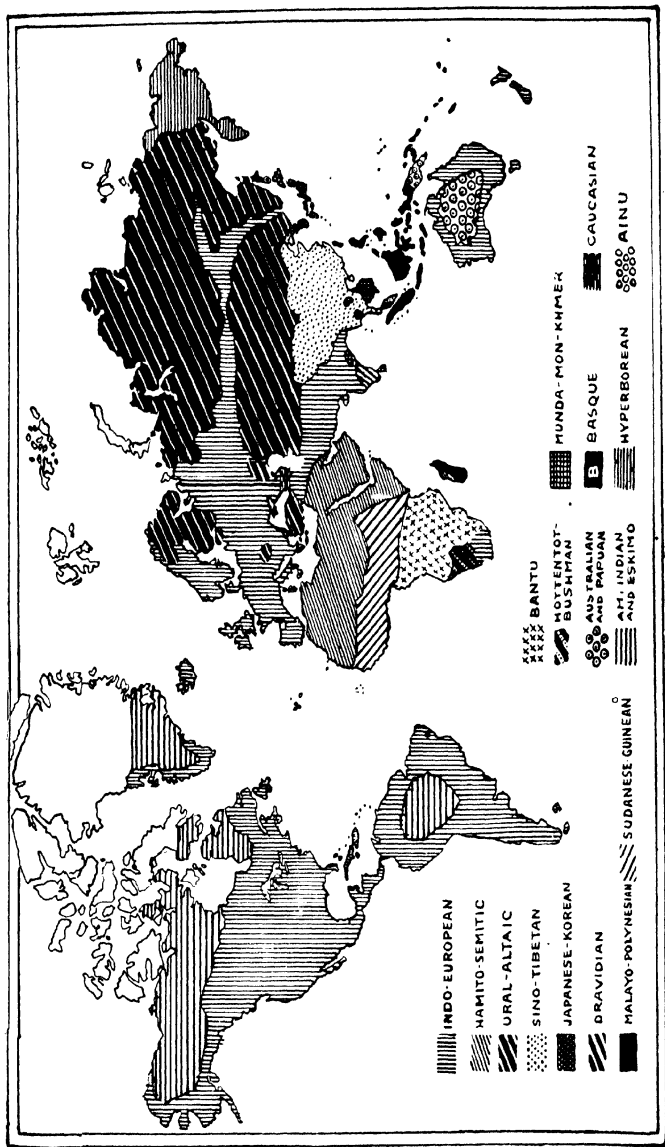 INDO-EUROPEAN
HAMITO-SEMITIC
URAL-ALTAIC
SINO-TIBETAN
JAPANESE-KOREAN
DRAVIDIAN
MALAYO-POLYNESIAN
SUDANESE-GUINEAN
BANTU
HOTTENTOT-
BUSHMAN
AUSTRALIAN
AND PAPUAN
AM. INDIAN
AND ESKIMO
MUNDA-MON-KHMER
B BASQUE
HYPERBOREAN
CAUCASIAN
AINU